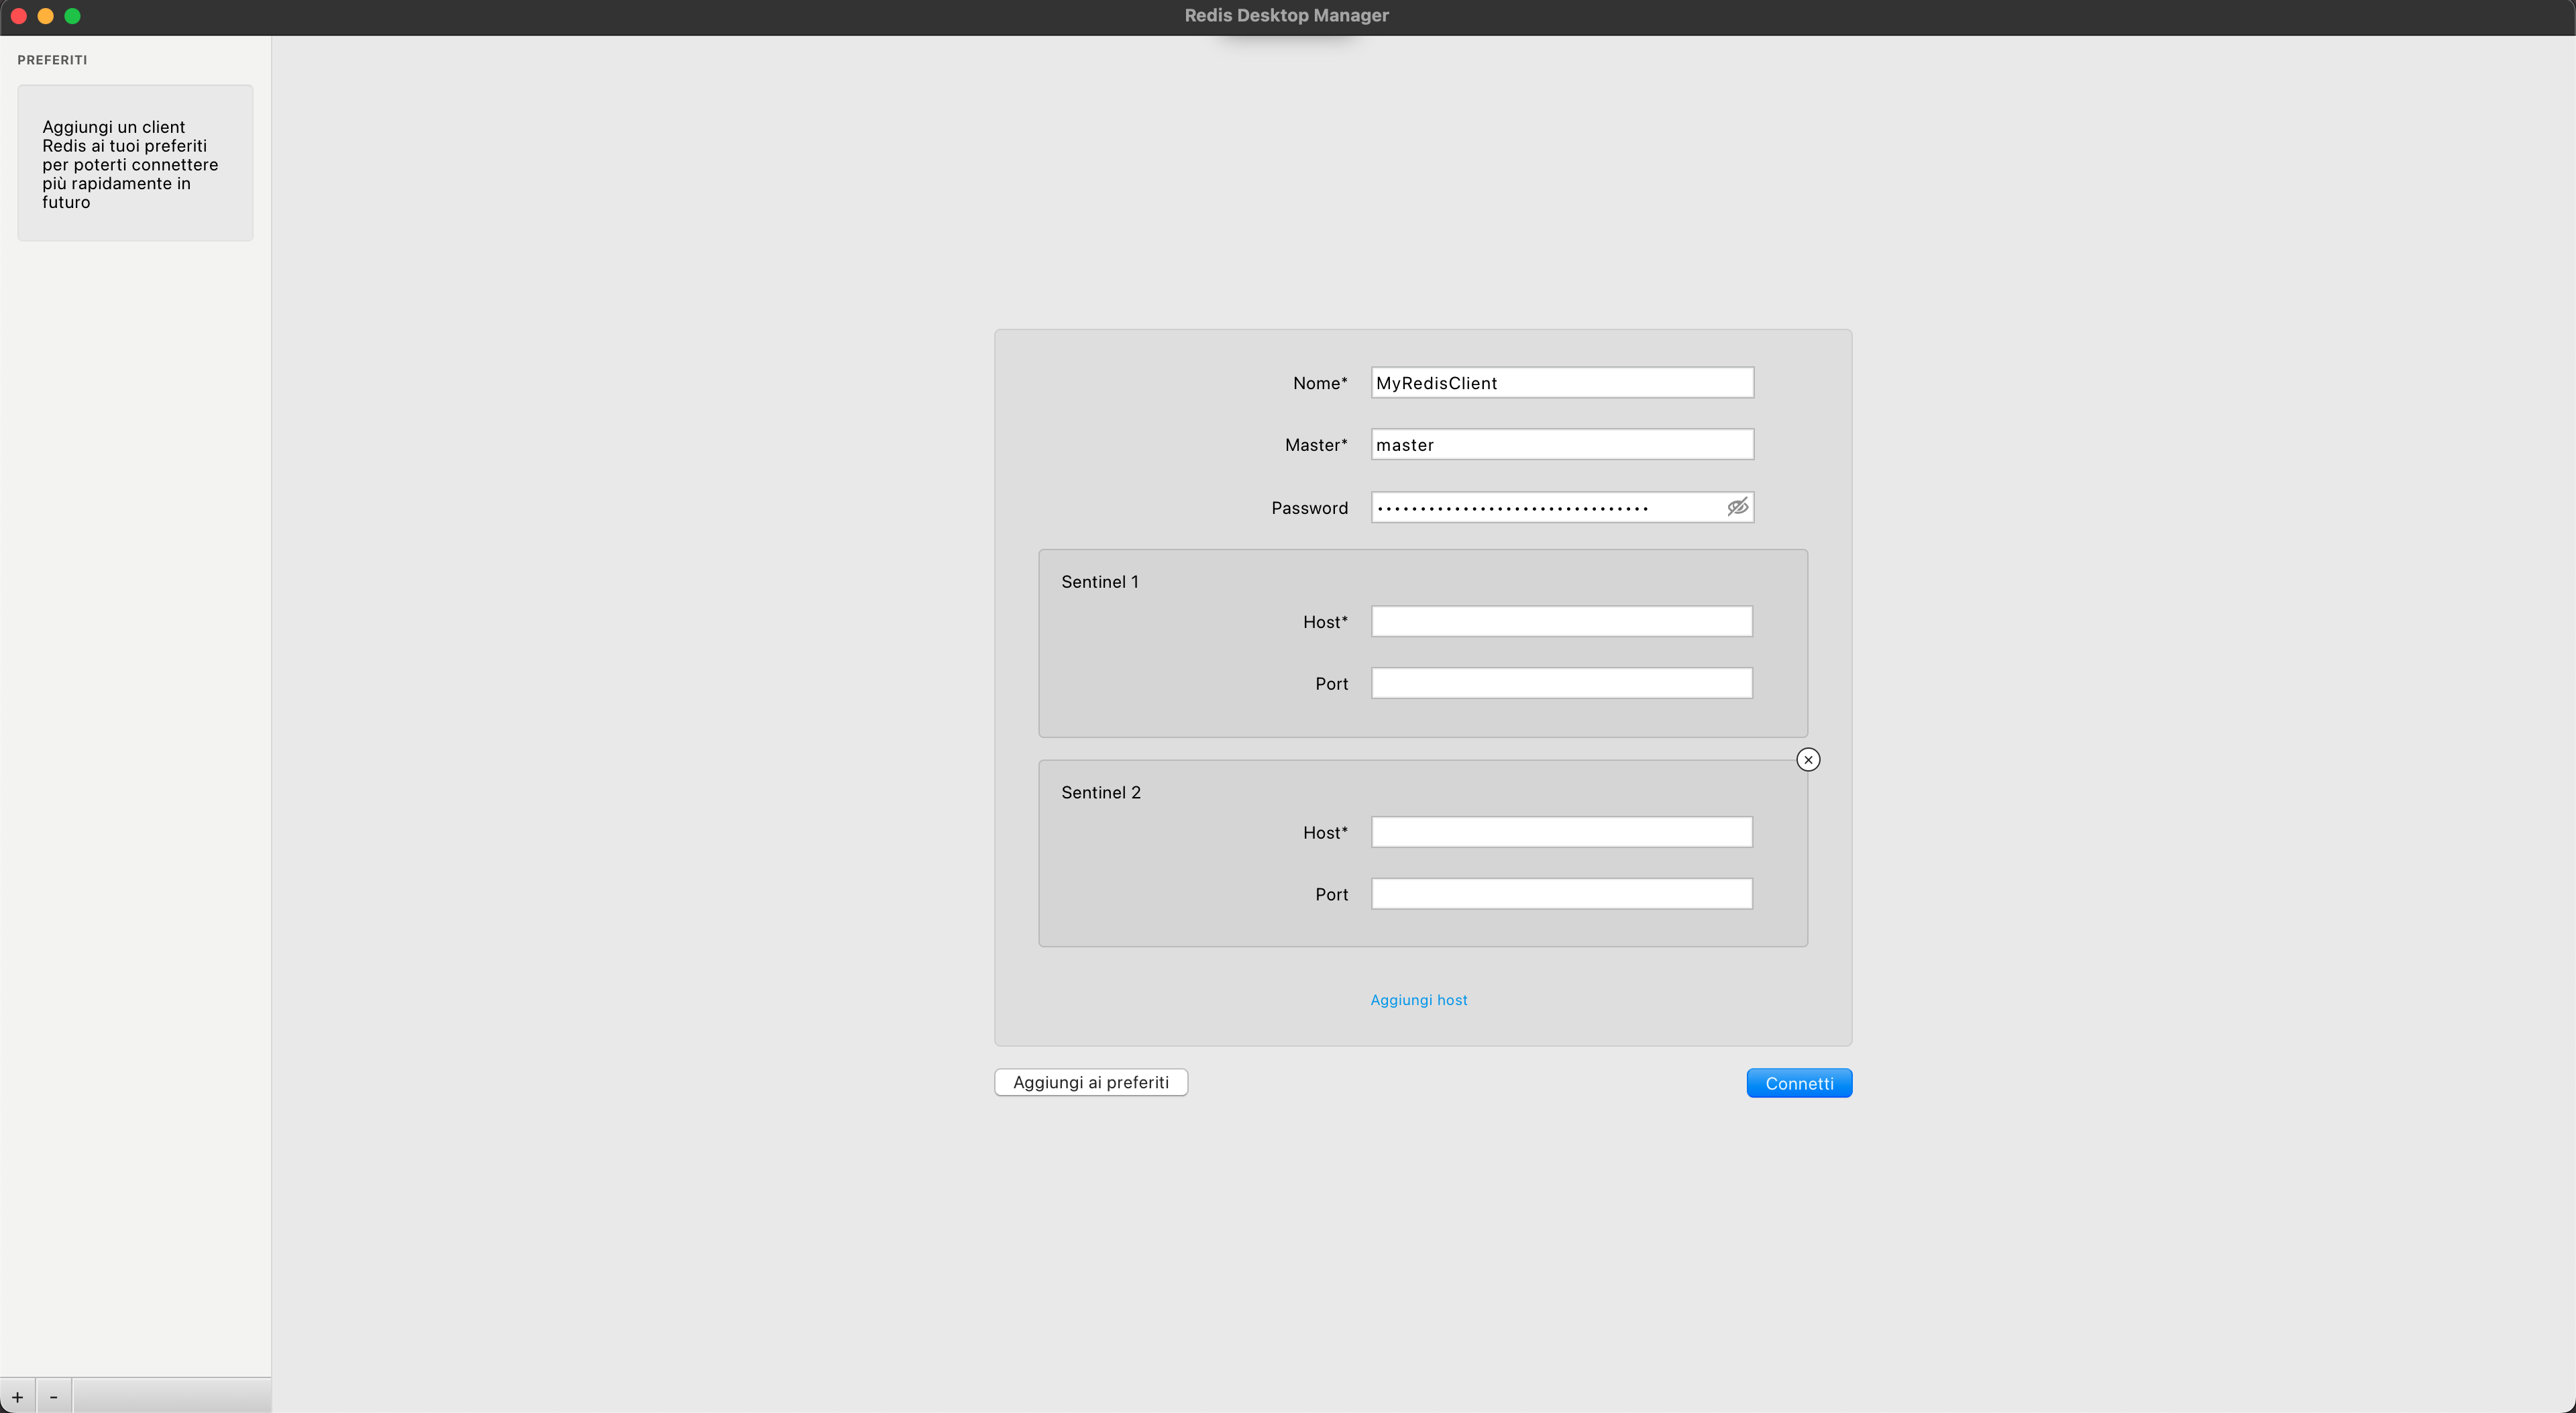 Redis Desktop Manager
PREFERITI
Aggiungi un client
Redis ai tuoi preferiti
per poterti connettere
più rapidamente in
futuro
Nome* MyRedisClient
Master* master
Password ••••••••••••••••••••••••••••••••
Sentinel 1
Host*
Port
Sentinel 2
Host*
Port
Aggiungi host
Aggiungi ai preferiti
Connetti
+ -